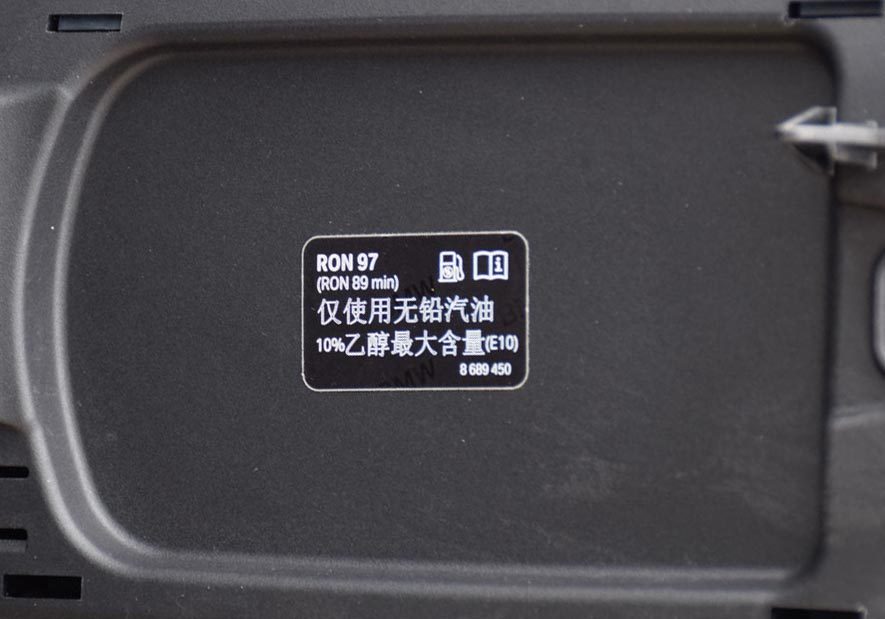 RON 97
(RON 89 min)
仅使用无铅汽油
10%乙醇最大含量(E10)
8 689 450
BMW